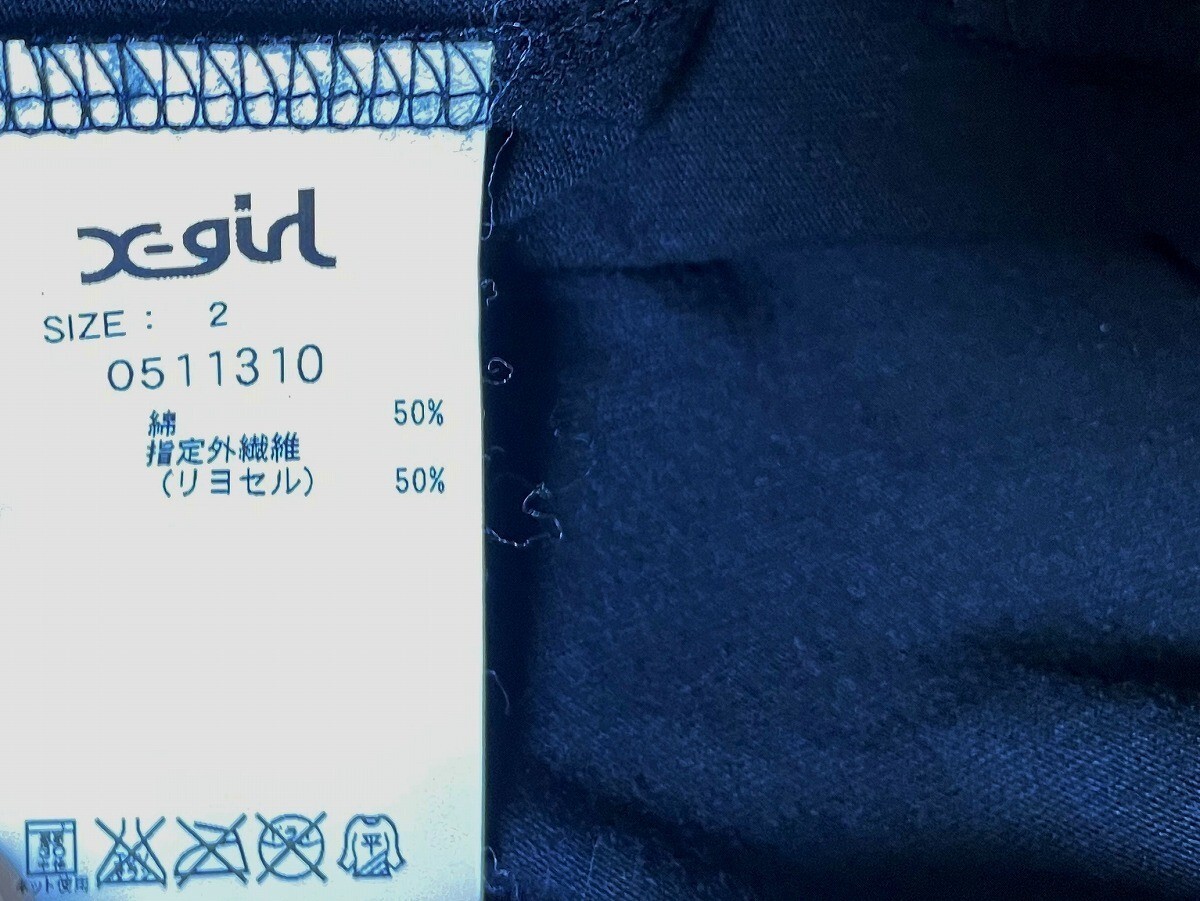 X-girl
SIZE: 2
0511310
綿 50%
指定外繊維
(リヨセル) 50%
平
ネット使用